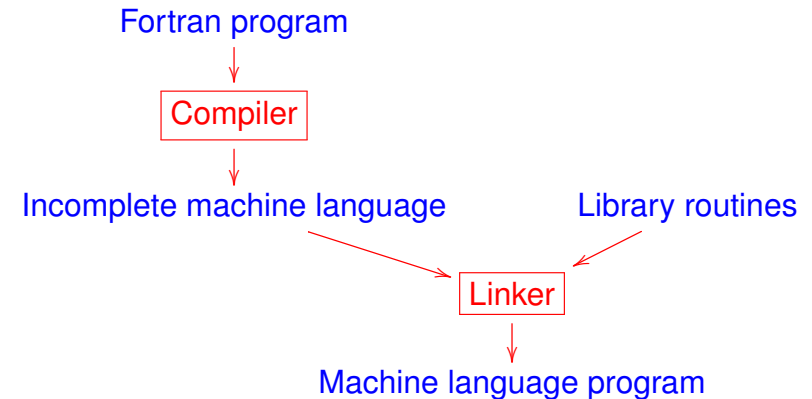 Fortran program
Compiler
Incomplete machine language
Library routines
Linker
Machine language program